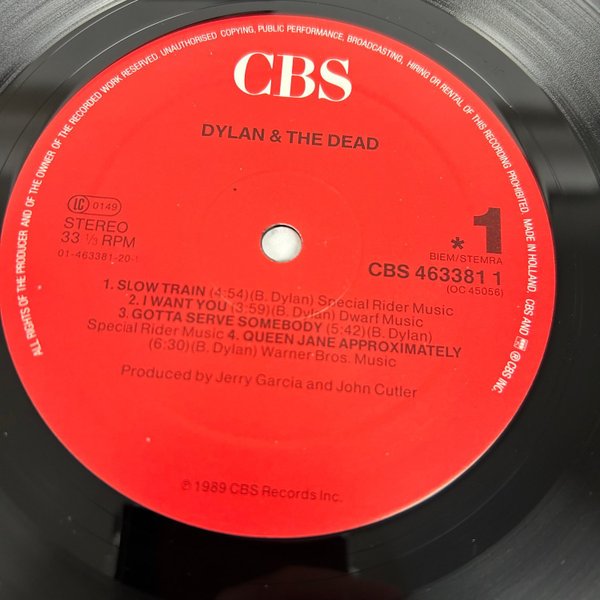 ALL RIGHTS OF THE PRODUCER AND OF THE OWNER OF THE RECORDED WORK RESERVED. UNAUTHORISED COPYING, PUBLIC PERFORMANCE, BROADCASTING, HIRING OR RENTAL OF THIS RECORDING PROHIBITED. MADE IN HOLLAND. CBS AND ® CBS INC.
CBS
DYLAN & THE DEAD
LC 0149
STEREO
33 ⅓ RPM
01-463381-20-1
* 1
BIEM/STEMRA
CBS 463381 1
(OC 45056)
1. SLOW TRAIN (4:54)(B. Dylan) Special Rider Music
2. I WANT YOU (3:59)(B. Dylan) Dwarf Music
3. GOTTA SERVE SOMEBODY (5:42)(B. Dylan)
Special Rider Music 4. QUEEN JANE APPROXIMATELY
(6:30)(B. Dylan) Warner Bros. Music
Produced by Jerry Garcia and John Cutler
℗ 1989 CBS Records Inc.